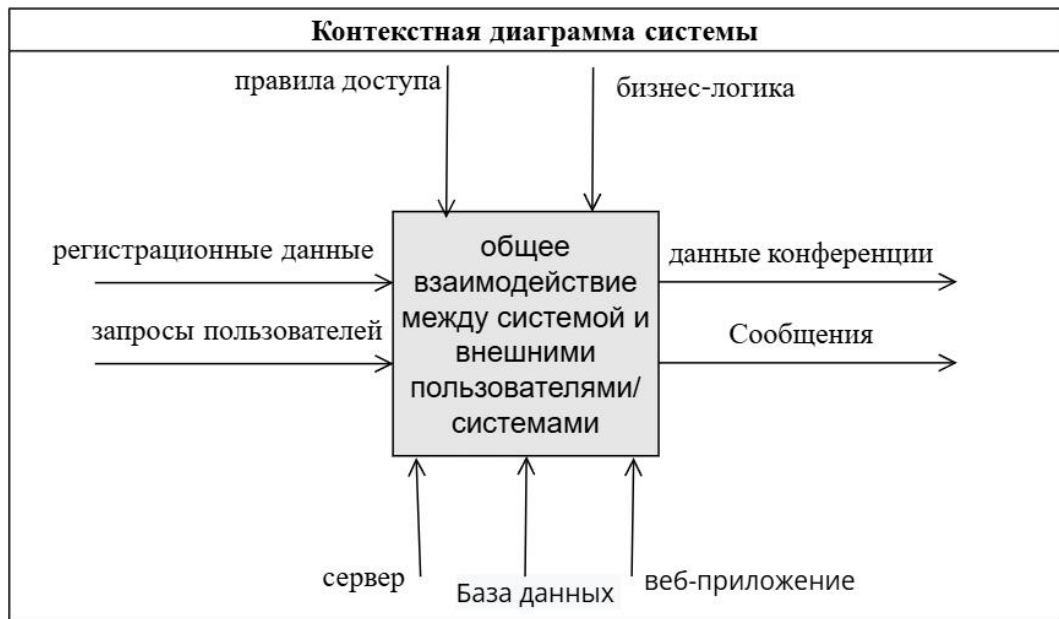 Контекстная диаграмма системы
правила доступа
бизнес-логика
регистрационные данные
запросы пользователей
общее
взаимодействие
между системой и
внешними
пользователями/
системами
данные конференции
Сообщения
сервер
База данных
веб-приложение